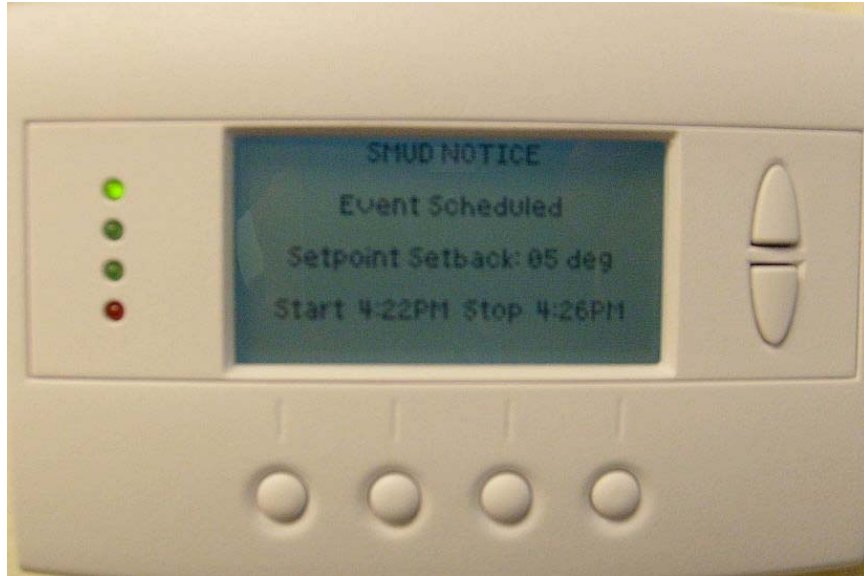 SMUD NOTICE
Event Scheduled
Setpoint Setback: 05 deg
Start 4:22PM Stop 4:26PM